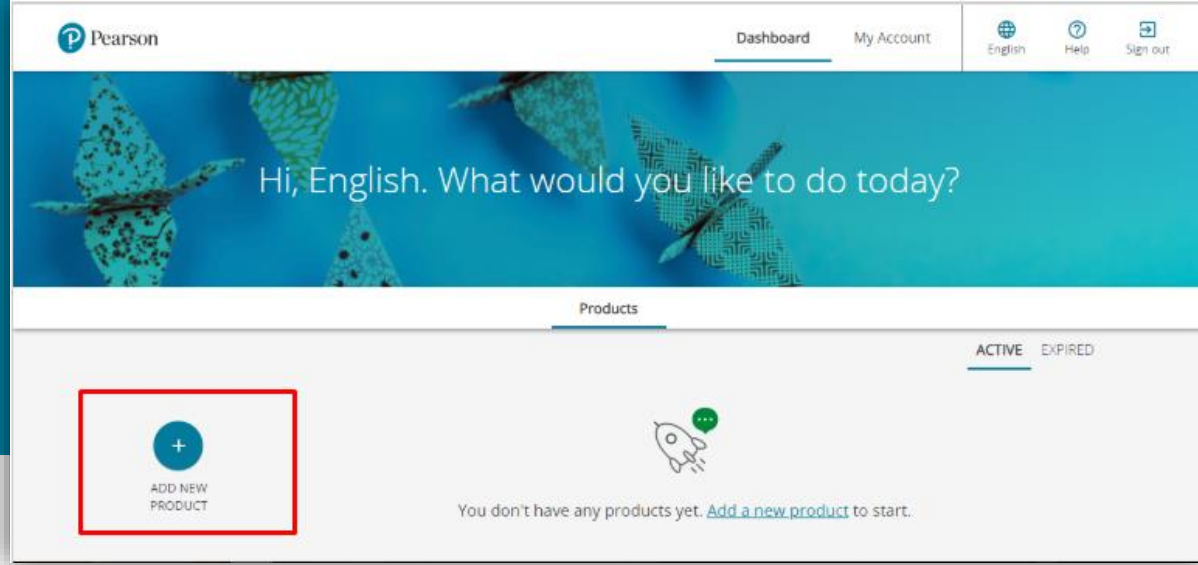 Pearson
Dashboard
My Account
English
Help
Sign out
Hi, English. What would you like to do today?
Products
ACTIVE
EXPIRED
ADD NEW
PRODUCT
You don't have any products yet. Add a new product to start.